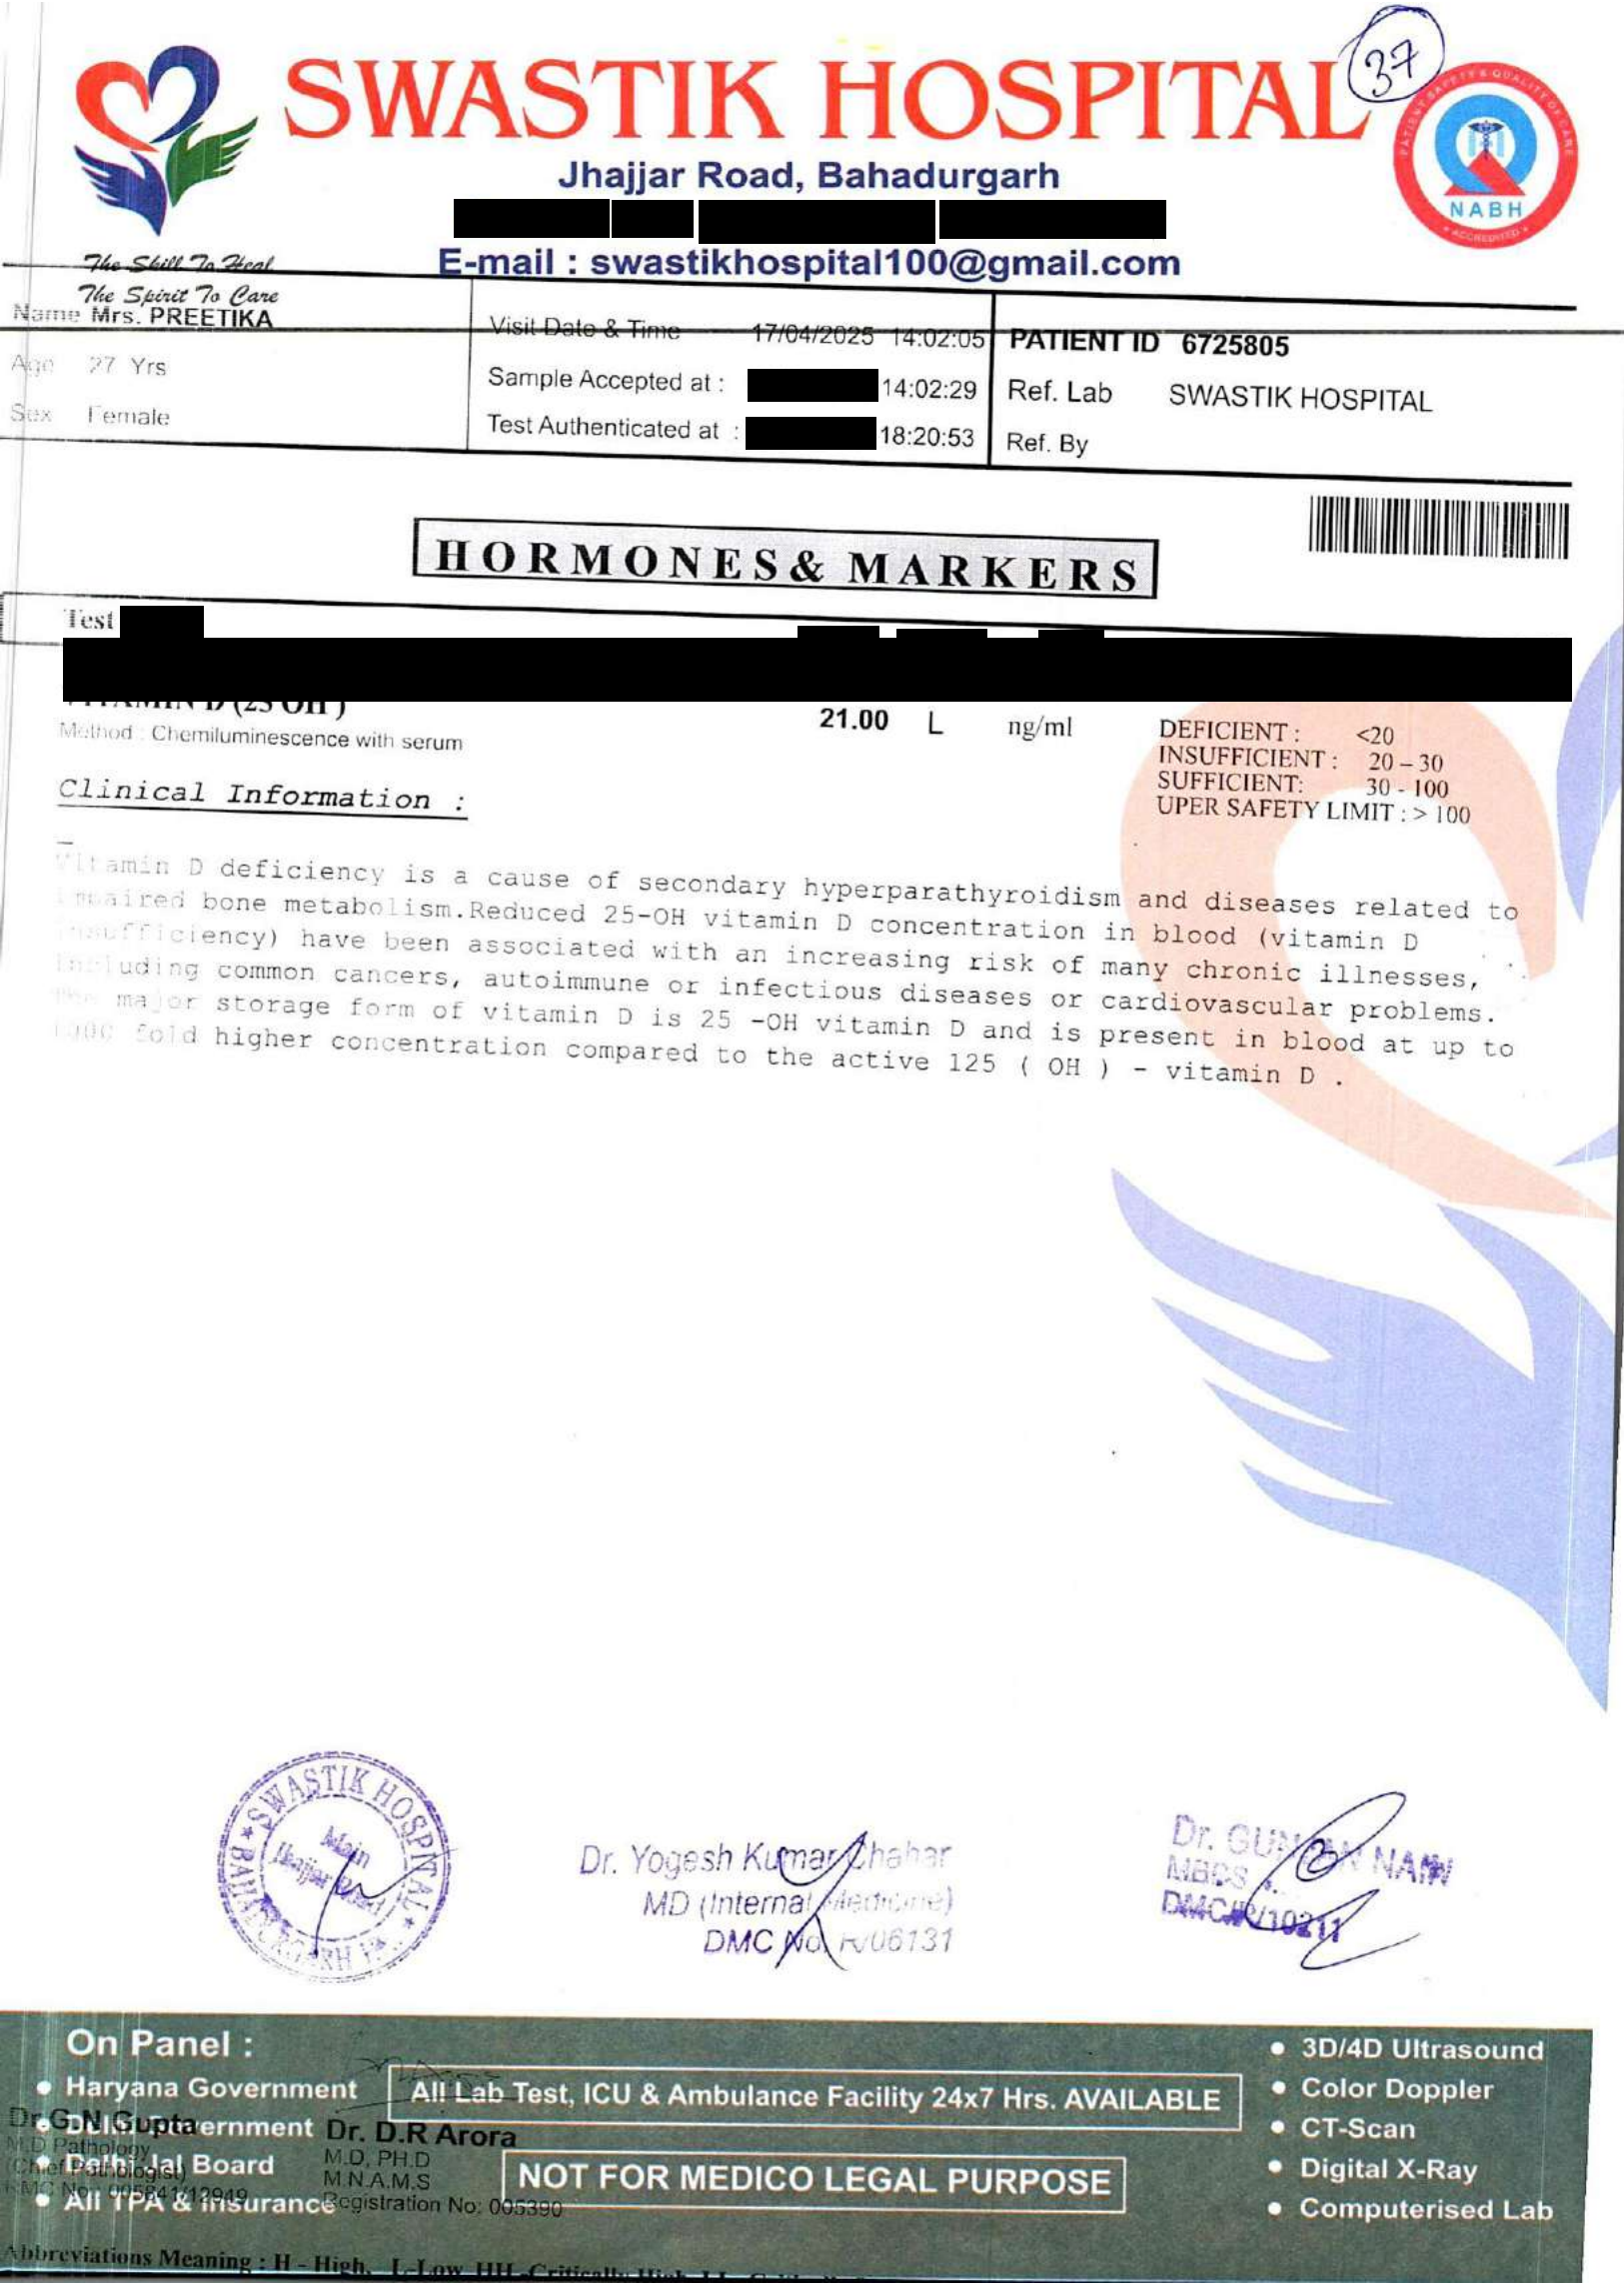 37
SWASTIK HOSPITAL
PATIENT SAFETY & QUALITY OF CARE
NABH
ACCREDITED
Jhajjar Road, Bahadurgarh
E-mail : swastikhospital100@gmail.com
The Skill To Heal
The Spirit To Care
Name Mrs. PREETIKA
Age 27 Yrs
Sex Female
Visit Date & Time 17/04/2025 14:02:05
Sample Accepted at : 14:02:29
Test Authenticated at : 18:20:53
PATIENT ID 6725805
Ref. Lab SWASTIK HOSPITAL
Ref. By
HORMONES& MARKERS
Test
VITAMIN D (25 OH )
Method : Chemiluminescence with serum
21.00 L ng/ml
DEFICIENT : <20
INSUFFICIENT : 20 – 30
SUFFICIENT: 30 - 100
UPER SAFETY LIMIT : > 100
Clinical Information :
Vitamin D deficiency is a cause of secondary hyperparathyroidism and diseases related to
impaired bone metabolism.Reduced 25-OH vitamin D concentration in blood (vitamin D
insufficiency) have been associated with an increasing risk of many chronic illnesses,
including common cancers, autoimmune or infectious diseases or cardiovascular problems.
The major storage form of vitamin D is 25 -OH vitamin D and is present in blood at up to
1000 fold higher concentration compared to the active 125 ( OH ) - vitamin D .
SWASTIK HOSPITAL
Main
Jhajjar Road
Dr. Yogesh Kumar Chahar
MD (Internal Medicine)
DMC No. R/06131
Dr. NAIN
MBBS
DMC/R/10211
On Panel :
Haryana Government
Delhi Government
Delhi Jal Board
All TPA & Insurance
Dr.G.N.Gupta
M.D Pathology
(Chief Pathologist)
No: 005841/12949
Dr. D.R Arora
M.D, PH.D
M.N.A.M.S
Registration No: 005390
All Lab Test, ICU & Ambulance Facility 24x7 Hrs. AVAILABLE
NOT FOR MEDICO LEGAL PURPOSE
3D/4D Ultrasound
Color Doppler
CT-Scan
Digital X-Ray
Computerised Lab
Abbreviations Meaning : H - High, L-Low HH-Critically High